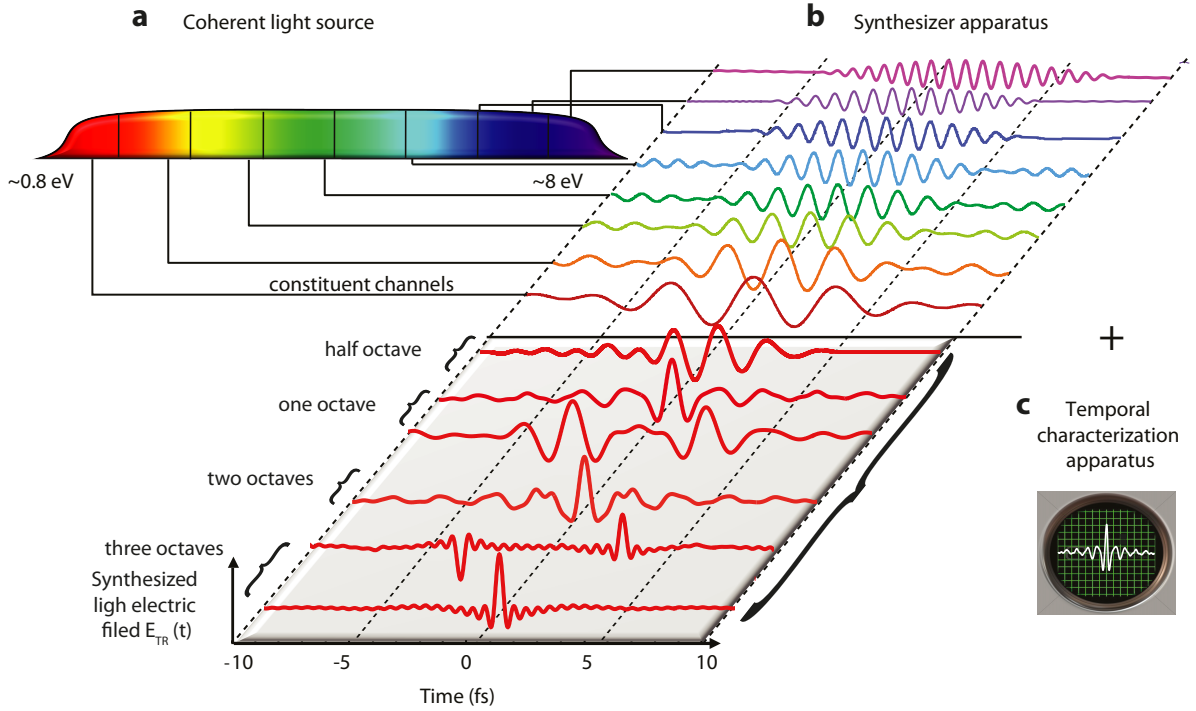 a Coherent light source
b Synthesizer apparatus
~0.8 eV
~8 eV
constituent channels
half octave
one octave
two octaves
three octaves
Synthesized
ligh electric
filed E_TR (t)
-10 -5 0 5 10
Time (fs)
+
c Temporal
characterization
apparatus